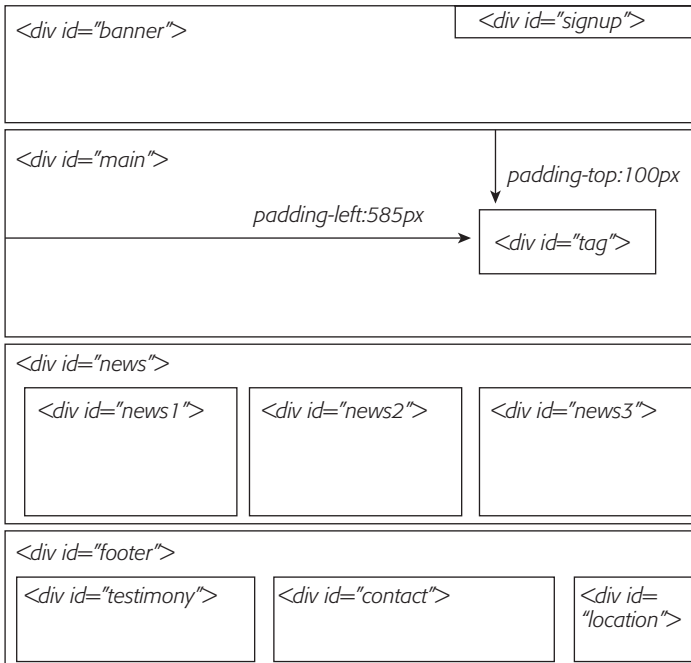 <div id="banner">
<div id="signup">
<div id="main">
padding-top:100px
padding-left:585px
<div id="tag">
<div id="news">
<div id="news1">
<div id="news2">
<div id="news3">
<div id="footer">
<div id="testimony">
<div id="contact">
<div id=
“location">